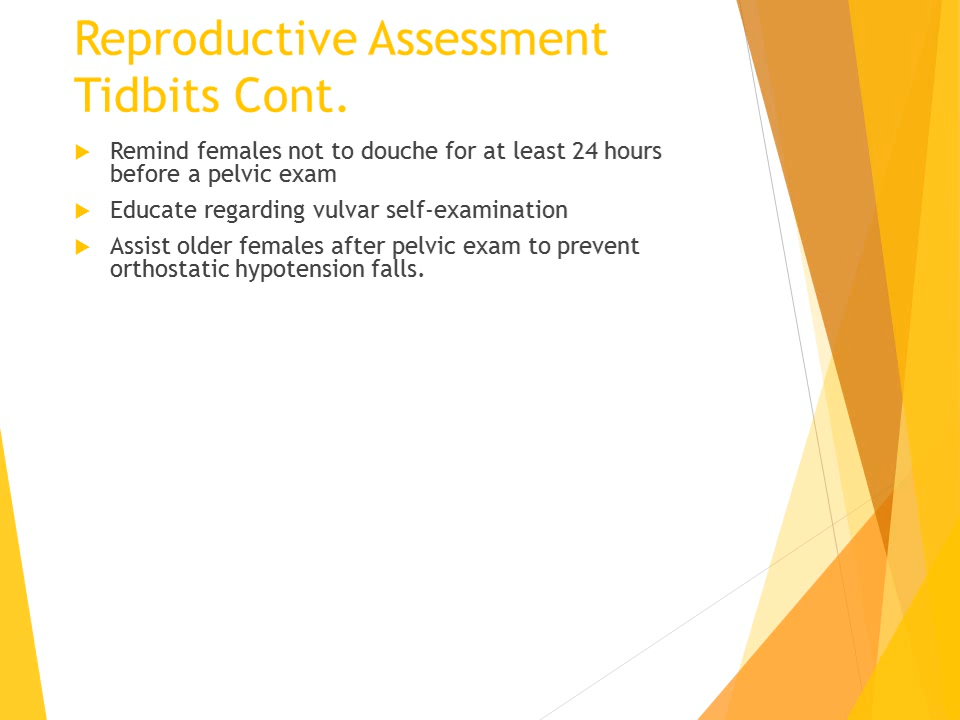 Reproductive Assessment
Tidbits Cont.
Remind females not to douche for at least 24 hours
before a pelvic exam
Educate regarding vulvar self-examination
Assist older females after pelvic exam to prevent
orthostatic hypotension falls.